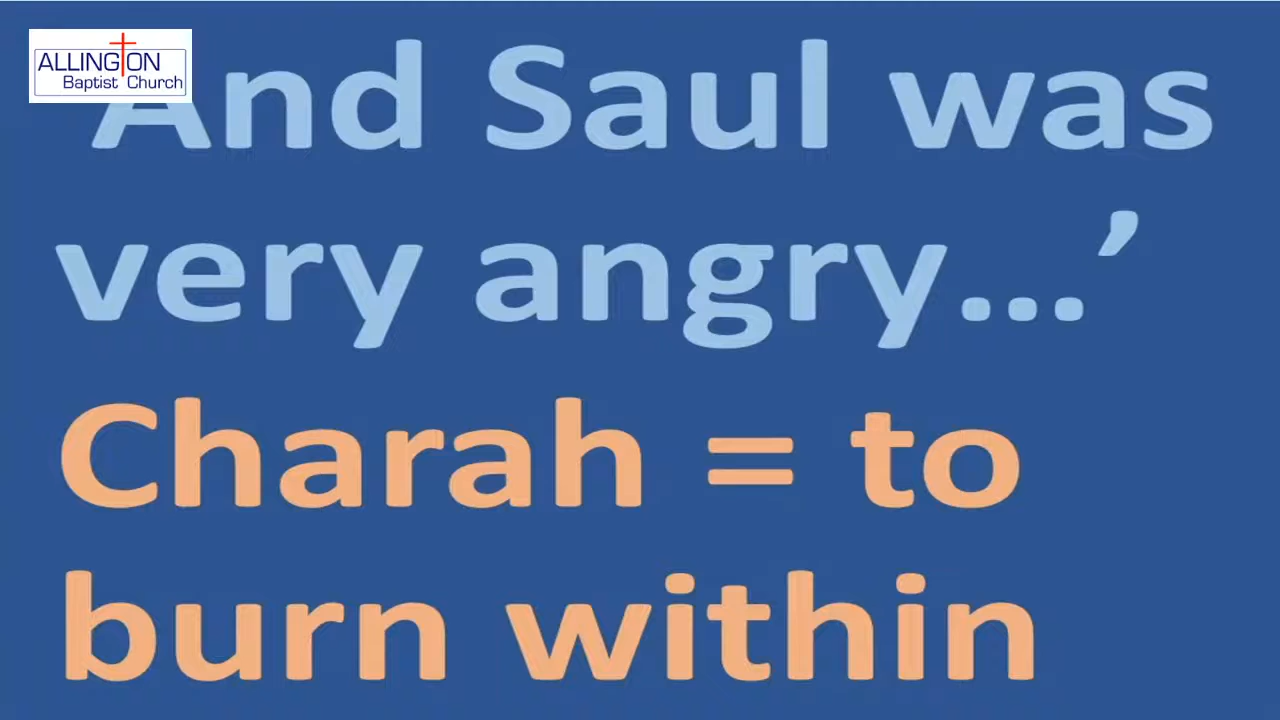 ALLINGTON
Baptist Church
And Saul was
very angry...’
Charah = to
burn within